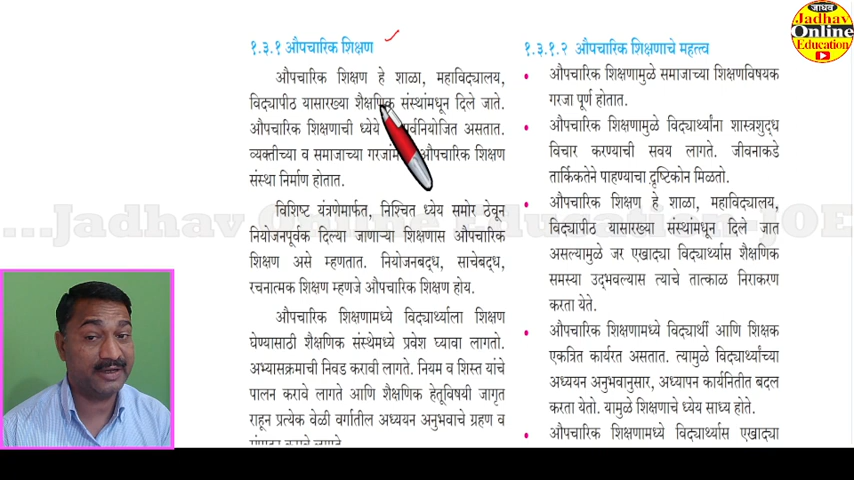 १.३.१ औपचारिक शिक्षण
औपचारिक शिक्षण हे शाळा, महाविद्यालय,
विद्यापीठ यासारख्या शैक्षणिक संस्थांमधून दिले जाते.
औपचारिक शिक्षणाची ध्येये पूर्वनियोजित असतात.
व्यक्तीच्या व समाजाच्या औपचारिक शिक्षण
संस्था निर्माण होतात.
विशिष्ट यंत्रणेमार्फत, निश्चित ध्येय समोर ठेवून
नियोजनपूर्वक दिल्या जाणाऱ्या शिक्षणास औपचारिक
शिक्षण असे म्हणतात. नियोजनबद्ध, साचेबद्ध,
रचनात्मक शिक्षण म्हणजे औपचारिक शिक्षण होय.
औपचारिक शिक्षणामध्ये विद्यार्थ्याला शिक्षण
घेण्यासाठी शैक्षणिक संस्थेमध्ये प्रवेश घ्यावा लागतो.
अभ्यासक्रमाची निवड करावी लागते. नियम व शिस्त यांचे
पालन करावे लागते आणि शैक्षणिक हेतूविषयी जागृत
राहून प्रत्येक वेळी वर्गातील अध्ययन अनुभवाचे ग्रहण व
१.३.१.२ औपचारिक शिक्षणाचे महत्त्व
• औपचारिक शिक्षणामुळे समाजाच्या शिक्षणविषयक
गरजा पूर्ण होतात.
• औपचारिक शिक्षणामुळे विद्यार्थ्यांना शास्त्रशुद्ध
विचार करण्याची सवय लागते. जीवनाकडे
तार्किकतेने पाहण्याचा दृष्टिकोन मिळतो.
• औपचारिक शिक्षण हे शाळा, महाविद्यालय,
विद्यापीठ यासारख्या संस्थांमधून दिले जात
असल्यामुळे जर एखाद्या विद्यार्थ्यास शैक्षणिक
समस्या उद्भवल्यास त्याचे तात्काळ निराकरण
करता येते.
• औपचारिक शिक्षणामध्ये विद्यार्थी आणि शिक्षक
एकत्रित कार्यरत असतात. त्यामुळे विद्यार्थ्यांच्या
अध्ययन अनुभवानुसार, अध्यापन कार्यनितीत बदल
करता येतो. यामुळे शिक्षणाचे ध्येय साध्य होते.
• औपचारिक शिक्षणामध्ये विद्यार्थ्यास एखाद्या
...Jadhav Online Education-JOE
जाधव
Jadhav
Online
Education